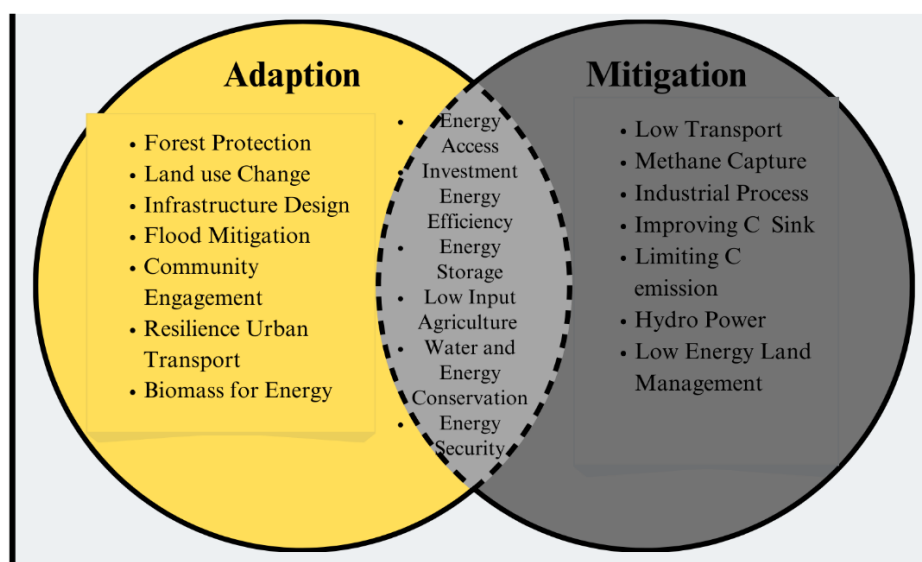 Adaption
• Forest Protection
• Land use Change
• Infrastructure Design
• Flood Mitigation
• Community
Engagement
• Resilience Urban
Transport
• Biomass for Energy
• Energy
Access
• Investment
Energy
Efficiency
• Energy
Storage
• Low Input
Agriculture
• Water and
Energy
Conservation
• Energy
Security
Mitigation
• Low Transport
• Methane Capture
• Industrial Process
• Improving C Sink
• Limiting C
emission
• Hydro Power
• Low Energy Land
Management